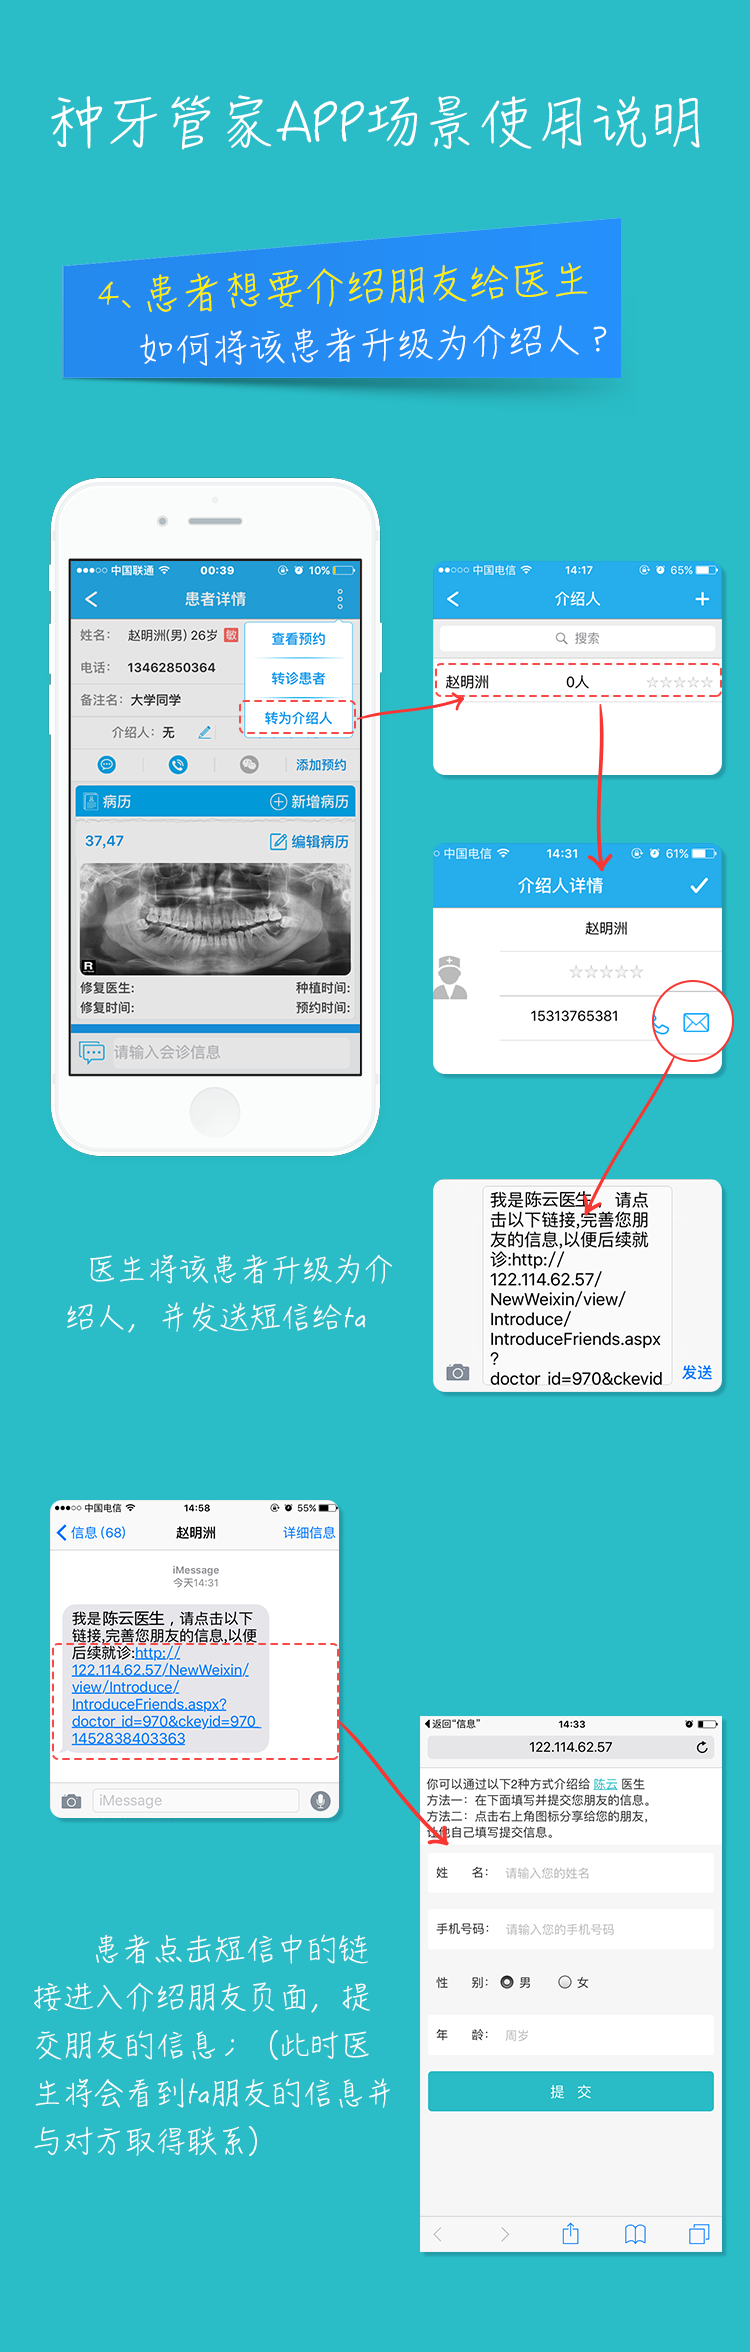 种牙管家APP场景使用说明
4、患者想要介绍朋友给医生
如何将该患者升级为介绍人？
中国联通 00:39 10%
患者详情
姓名: 赵明洲(男) 26岁 敏
查看预约
电话: 13462850364
转诊患者
备注名: 大学同学
转为介绍人
介绍人: 无
添加预约
病历 新增病历
37,47 编辑病历
R
修复医生: 种植时间:
修复时间: 预约时间:
请输入会诊信息
中国电信 14:17 65%
介绍人
搜索
赵明洲 0人
中国电信 14:31 61%
介绍人详情
赵明洲
15313765381
我是陈云医生，请点
击以下链接,完善您朋
友的信息,以便后续就
诊:http://
122.114.62.57/
NewWeixin/view/
Introduce/
IntroduceFriends.aspx
?
doctor_id=970&ckeyid
发送
医生将该患者升级为介
绍人，并发送短信给ta
中国电信 14:58 55%
信息 (68) 赵明洲 详细信息
iMessage
今天14:31
我是陈云医生，请点击以下
链接,完善您朋友的信息,以便
后续就诊:http://
122.114.62.57/NewWeixin/
view/Introduce/
IntroduceFriends.aspx?
doctor_id=970&ckeyid=970_
1452838403363
iMessage
返回"信息" 14:33
122.114.62.57
你可以通过以下2种方式介绍给 陈云 医生
方法一：在下面填写并提交您朋友的信息。
方法二：点击右上角图标分享给您的朋友,
让他自己填写提交信息。
姓 名: 请输入您的姓名
手机号码: 请输入您的手机号码
性 别: 男 女
年 龄: 周岁
提 交
患者点击短信中的链
接进入介绍朋友页面，提
交朋友的信息；（此时医
生将会看到ta朋友的信息并
与对方取得联系）